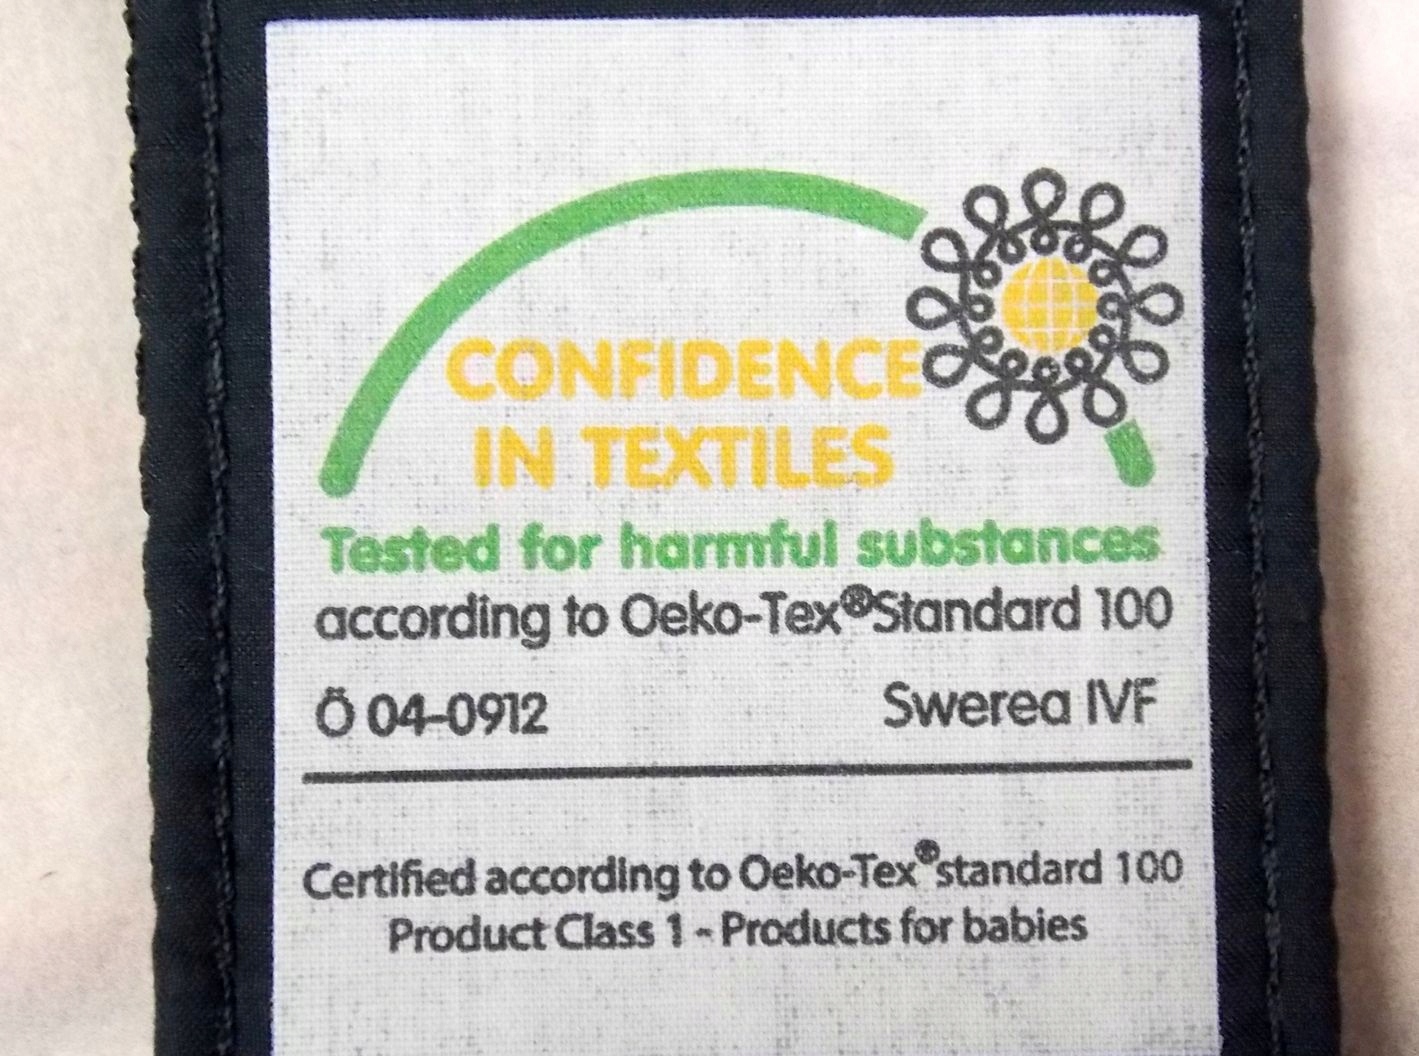 CONFIDENCE
IN TEXTILES
Tested for harmful substances
according to Oeko-Tex®Standard 100
Ö 04-0912 Swerea IVF
Certified according to Oeko-Tex®standard 100
Product Class 1 - Products for babies